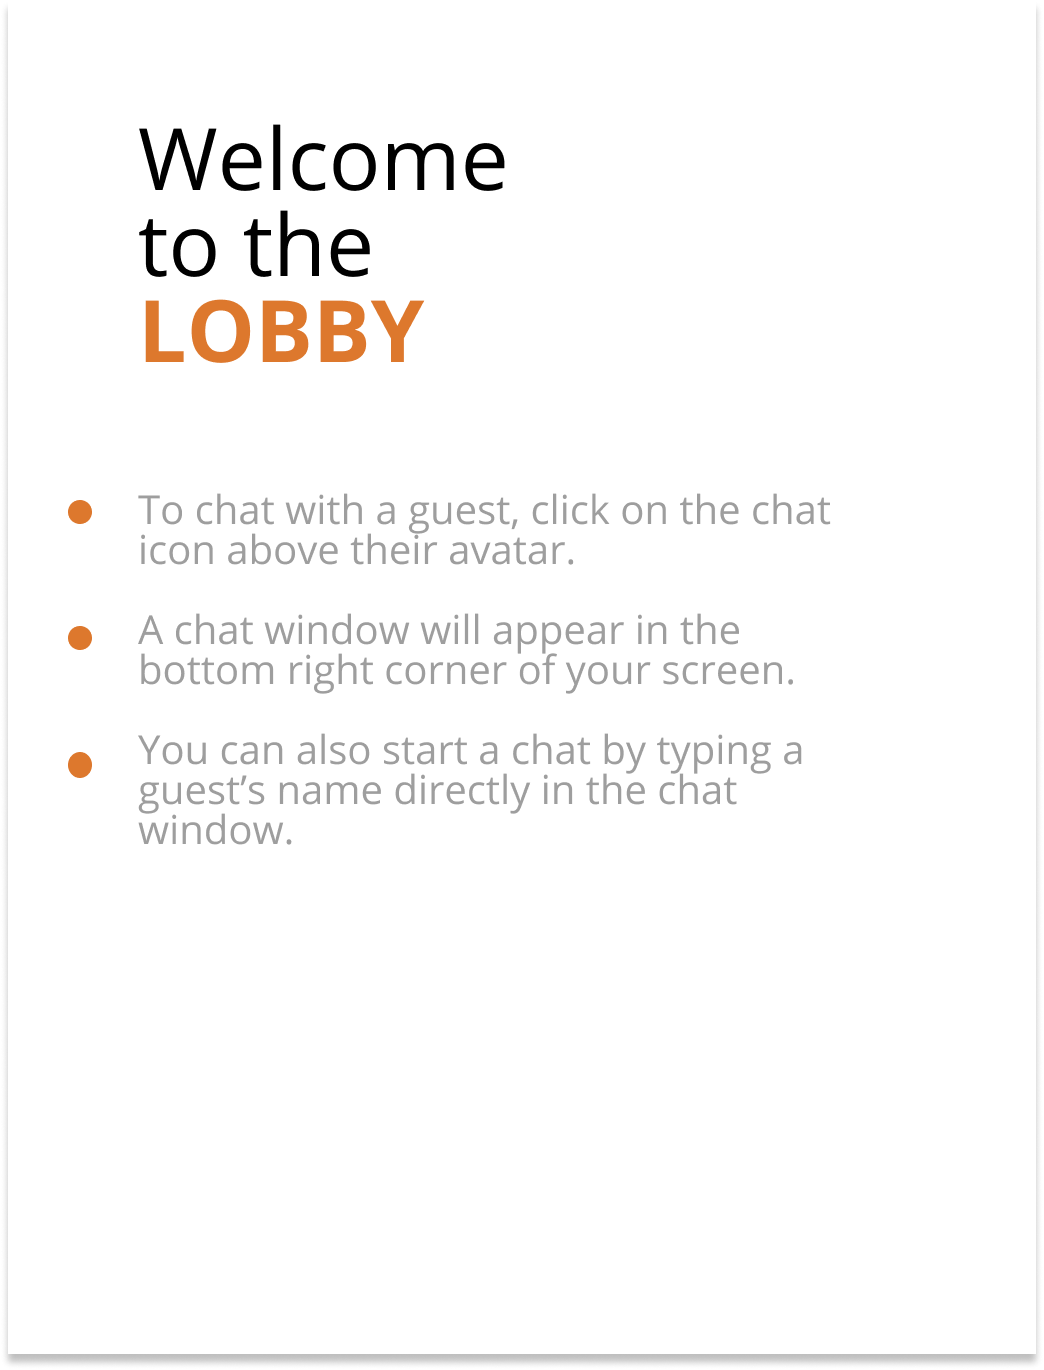 Welcome
to the
LOBBY
To chat with a guest, click on the chat
icon above their avatar.
A chat window will appear in the
bottom right corner of your screen.
You can also start a chat by typing a
guest’s name directly in the chat
window.